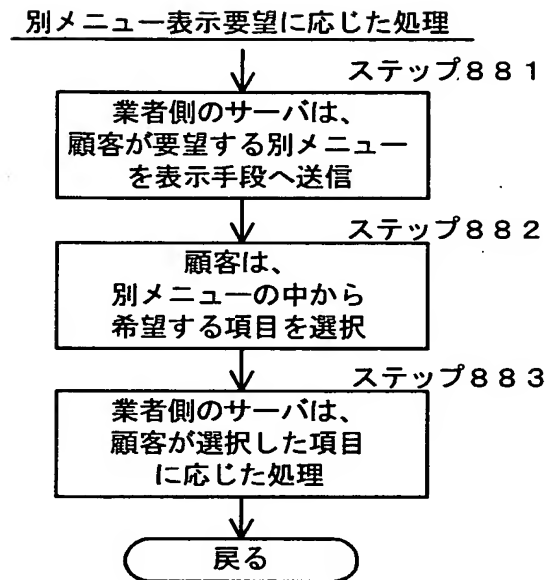 別メニュー表示要望に応じた処理
ステップ881
業者側のサーバは、
顧客が要望する別メニュー
を表示手段へ送信
ステップ882
顧客は、
別メニューの中から
希望する項目を選択
ステップ883
業者側のサーバは、
顧客が選択した項目
に応じた処理
戻る